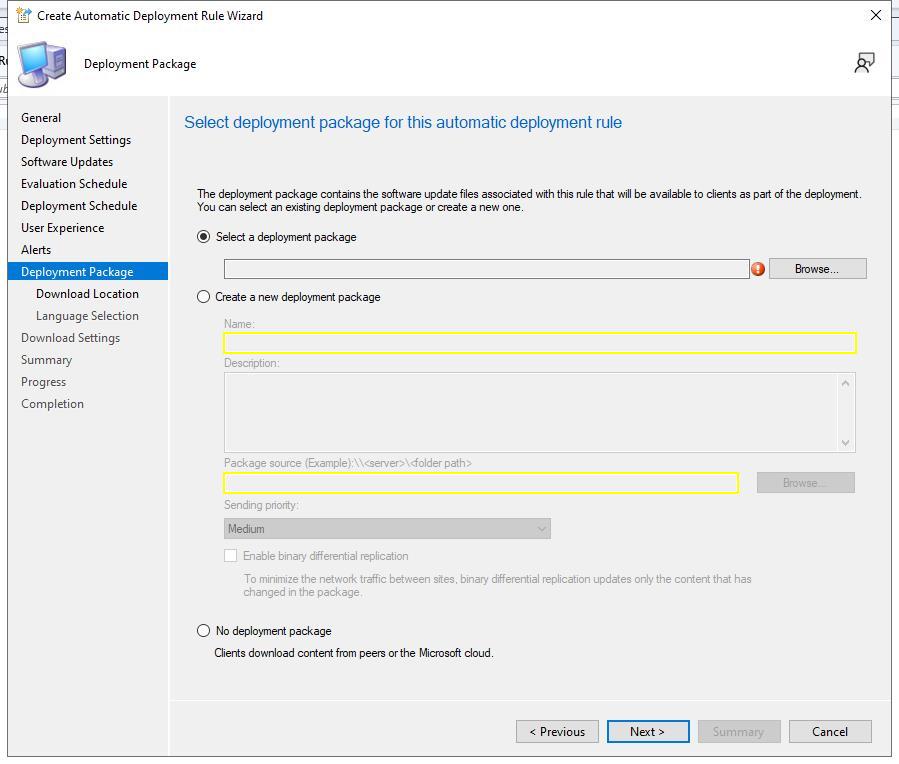 Create Automatic Deployment Rule Wizard
Deployment Package
General
Deployment Settings
Software Updates
Evaluation Schedule
Deployment Schedule
User Experience
Alerts
Deployment Package
Download Location
Language Selection
Download Settings
Summary
Progress
Completion
Select deployment package for this automatic deployment rule
The deployment package contains the software update files associated with this rule that will be available to clients as part of the deployment.
You can select an existing deployment package or create a new one.
Select a deployment package
Browse...
Create a new deployment package
Name:
Description:
Package source (Example):\\<server>\<folder path>
Browse...
Sending priority:
Medium
Enable binary differential replication
To minimize the network traffic between sites, binary differential replication updates only the content that has
changed in the package.
No deployment package
Clients download content from peers or the Microsoft cloud.
< Previous
Next >
Summary
Cancel